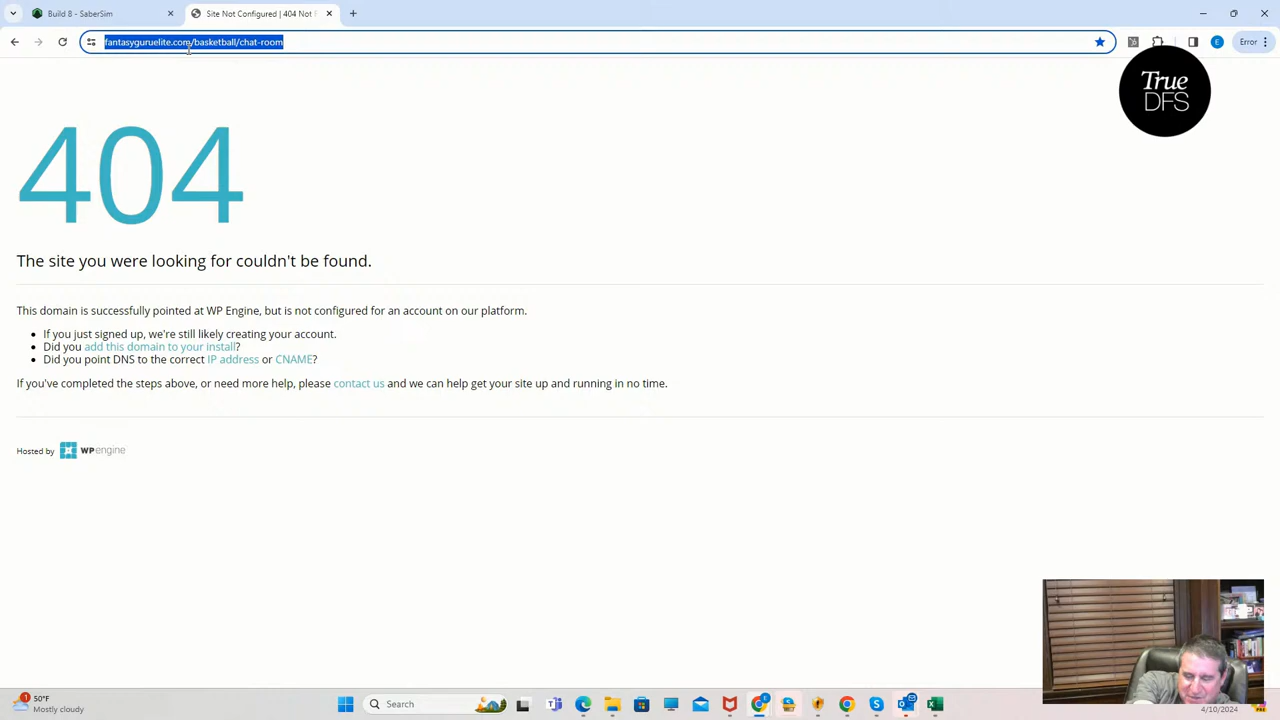 Build 8 - SaberSim
Site Not Configured | 404 Not F
fantasyguruelite.com/basketball/chat-room
Error
True
DFS
404
The site you were looking for couldn't be found.
This domain is successfully pointed at WP Engine, but is not configured for an account on our platform.
If you just signed up, we're still likely creating your account.
Did you add this domain to your install?
Did you point DNS to the correct IP address or CNAME?
If you've completed the steps above, or need more help, please contact us and we can help get your site up and running in no time.
Hosted by WPengine
1
50°F
Mostly cloudy
Search
4/10/2024